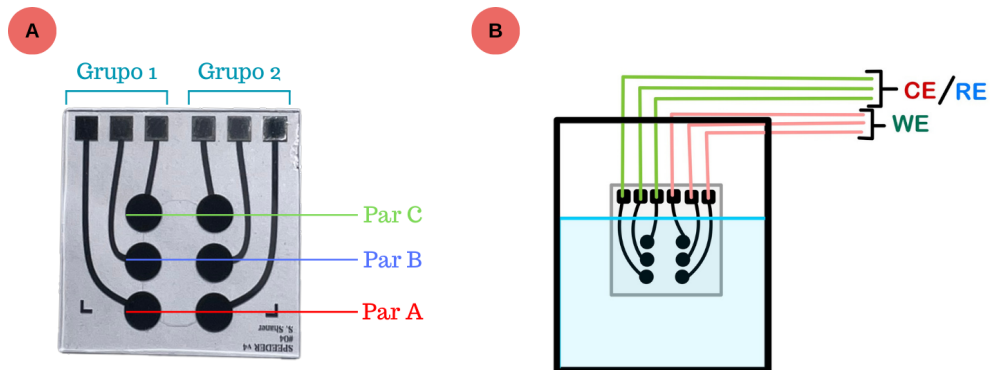 A
B
Grupo 1
Grupo 2
CE/RE
WE
Par C
Par B
Par A
S. Shaner
#04
SPEEDER v4